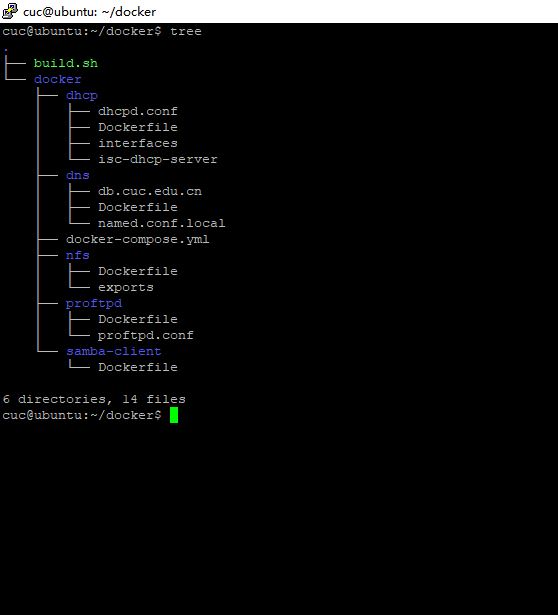 cuc@ubuntu: ~/docker
cuc@ubuntu:~/docker$ tree
.
├── build.sh
└── docker
    ├── dhcp
    │   ├── dhcpd.conf
    │   ├── Dockerfile
    │   ├── interfaces
    │   └── isc-dhcp-server
    ├── dns
    │   ├── db.cuc.edu.cn
    │   ├── Dockerfile
    │   └── named.conf.local
    ├── docker-compose.yml
    ├── nfs
    │   ├── Dockerfile
    │   └── exports
    ├── proftpd
    │   ├── Dockerfile
    │   └── proftpd.conf
    └── samba-client
        └── Dockerfile
6 directories, 14 files
cuc@ubuntu:~/docker$